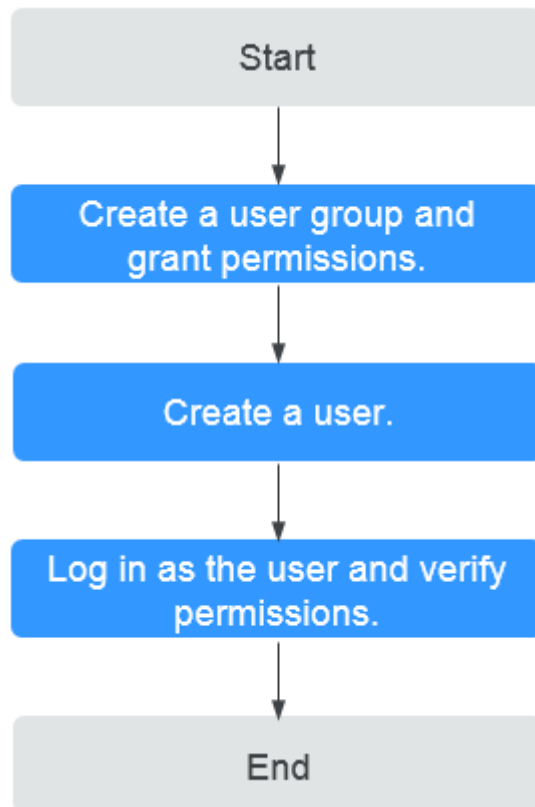 Start
Create a user group and
grant permissions.
Create a user.
Log in as the user and verify
permissions.
End